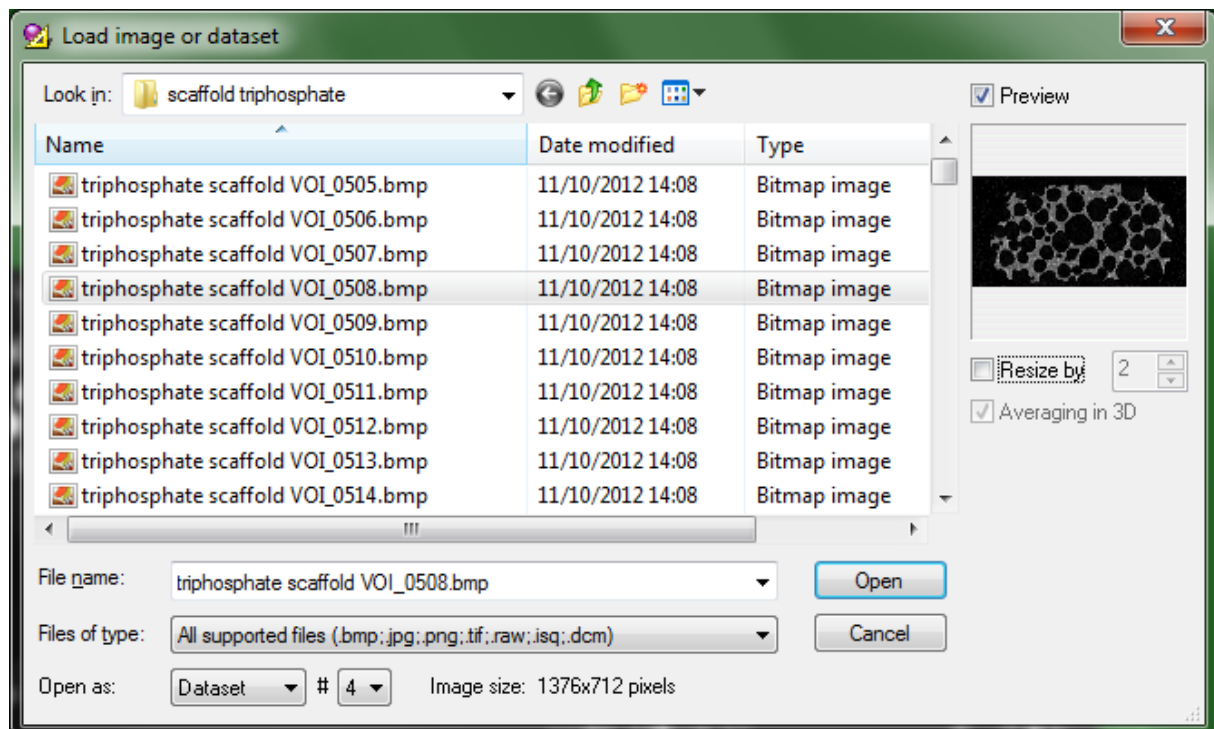 Load image or dataset
Look in: scaffold triphosphate
Preview
Name Date modified Type
triphosphate scaffold VOI_0505.bmp 11/10/2012 14:08 Bitmap image
triphosphate scaffold VOI_0506.bmp 11/10/2012 14:08 Bitmap image
triphosphate scaffold VOI_0507.bmp 11/10/2012 14:08 Bitmap image
triphosphate scaffold VOI_0508.bmp 11/10/2012 14:08 Bitmap image
triphosphate scaffold VOI_0509.bmp 11/10/2012 14:08 Bitmap image
triphosphate scaffold VOI_0510.bmp 11/10/2012 14:08 Bitmap image
triphosphate scaffold VOI_0511.bmp 11/10/2012 14:08 Bitmap image
triphosphate scaffold VOI_0512.bmp 11/10/2012 14:08 Bitmap image
triphosphate scaffold VOI_0513.bmp 11/10/2012 14:08 Bitmap image
triphosphate scaffold VOI_0514.bmp 11/10/2012 14:08 Bitmap image
Resize by 2
Averaging in 3D
File name: triphosphate scaffold VOI_0508.bmp Open
Files of type: All supported files (.bmp;.jpg;.png;.tif;.raw;.isq;.dcm) Cancel
Open as: Dataset # 4 Image size: 1376x712 pixels